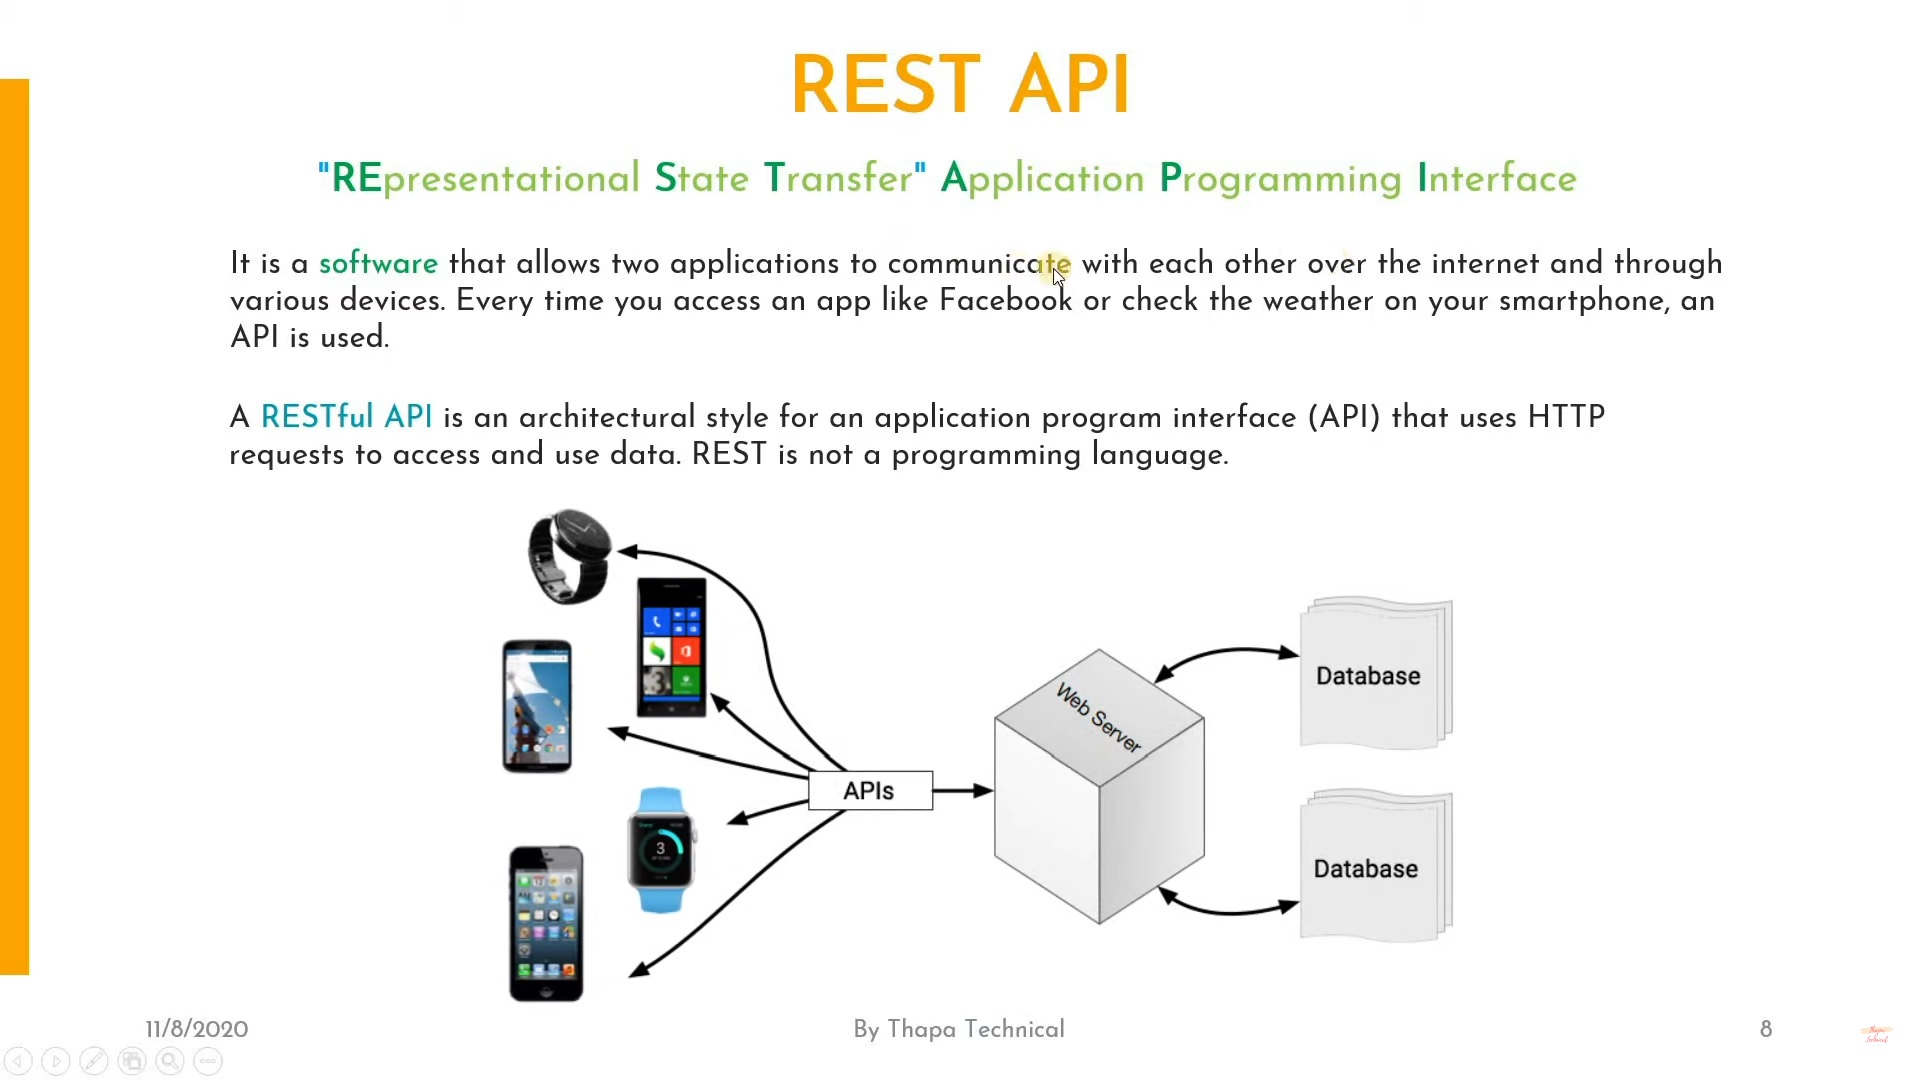 REST API
"REpresentational State Transfer" Application Programming Interface
It is a software that allows two applications to communicate with each other over the internet and through
various devices. Every time you access an app like Facebook or check the weather on your smartphone, an
API is used.
A RESTful API is an architectural style for an application program interface (API) that uses HTTP
requests to access and use data. REST is not a programming language.
Web Server
Database
APIs
3
Database
11/8/2020
By Thapa Technical
8